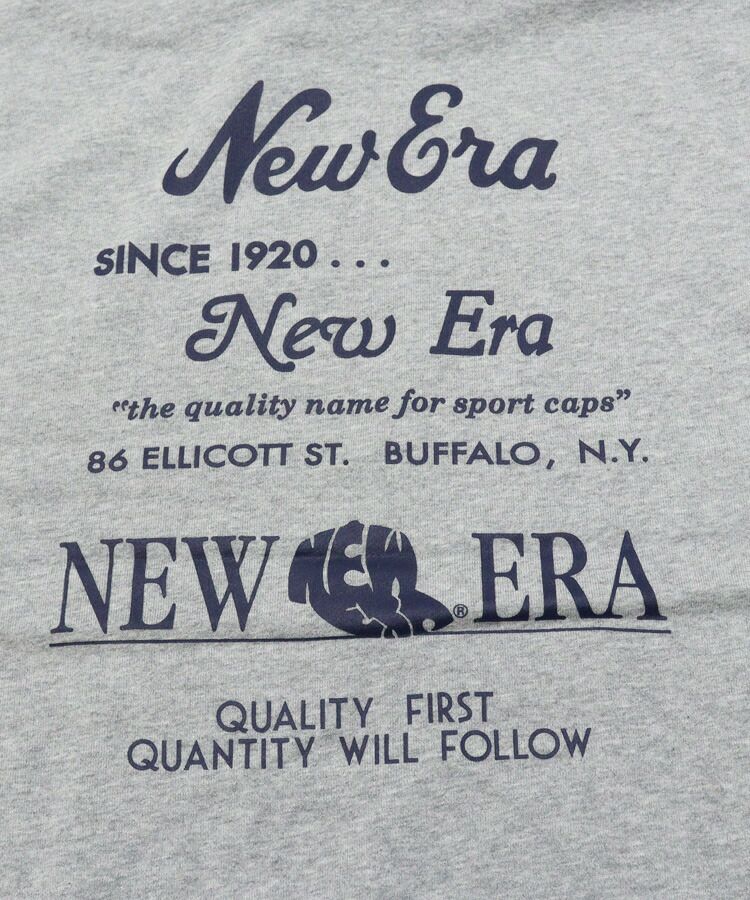 New Era
SINCE 1920 . . .
New Era
"the quality name for sport caps"
86 ELLICOTT ST. BUFFALO, N.Y.
NEW NEW ® ERA
QUALITY FIRST
QUANTITY WILL FOLLOW